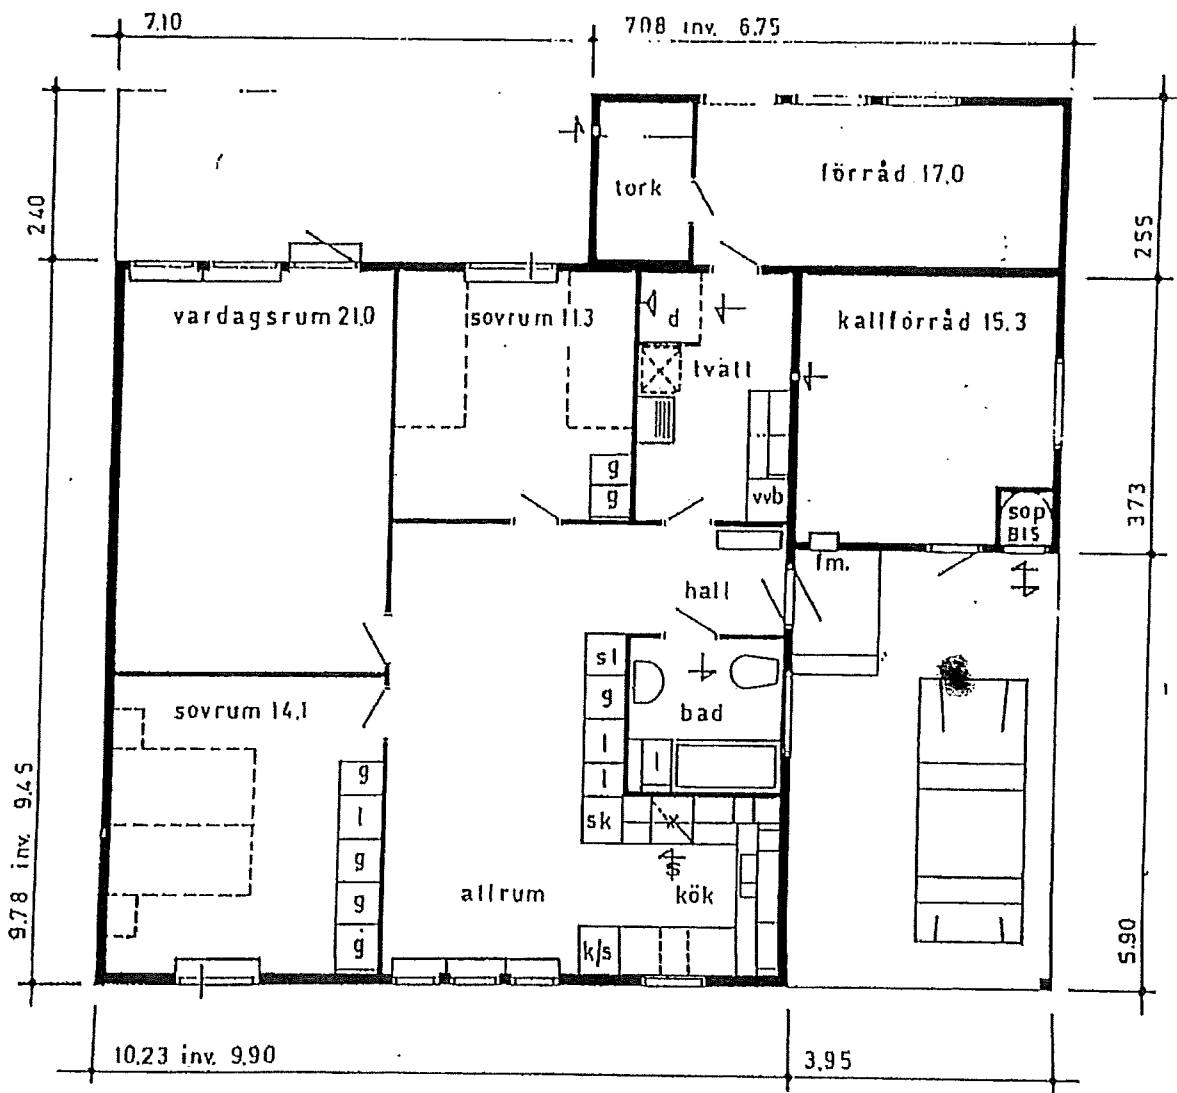 7.10
708 inv. 6.75
240
tork
förråd 17,0
255
vardagsrum 21,0
sovrum 11.3
d
kallförråd 15.3
tvätt
g
g
vvb
sop
BIS
373
fm.
hall
sl
g
l
l
sk
bad
l
sovrum 14,1
g
l
g
g
g
allrum
kök
k/s
9.78 inv. 9.45
5.90
10,23 inv. 9,90
3,95